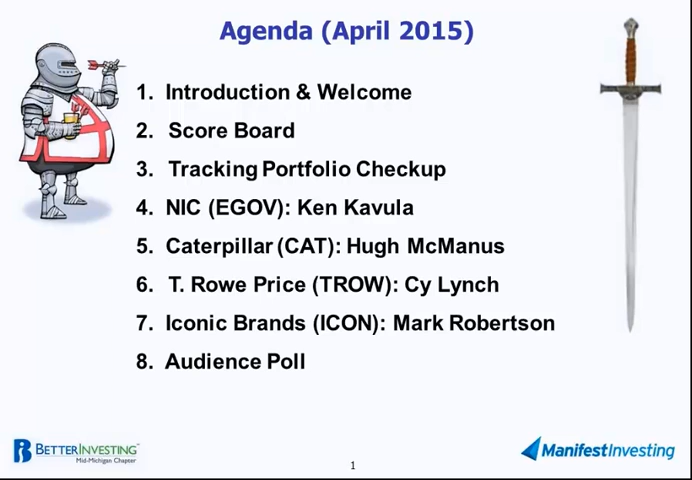 Agenda (April 2015)
1. Introduction & Welcome
2. Score Board
3. Tracking Portfolio Checkup
4. NIC (EGOV): Ken Kavula
5. Caterpillar (CAT): Hugh McManus
6. T. Rowe Price (TROW): Cy Lynch
7. Iconic Brands (ICON): Mark Robertson
8. Audience Poll
BETTERINVESTING™
Mid-Michigan Chapter
1
ManifestInvesting